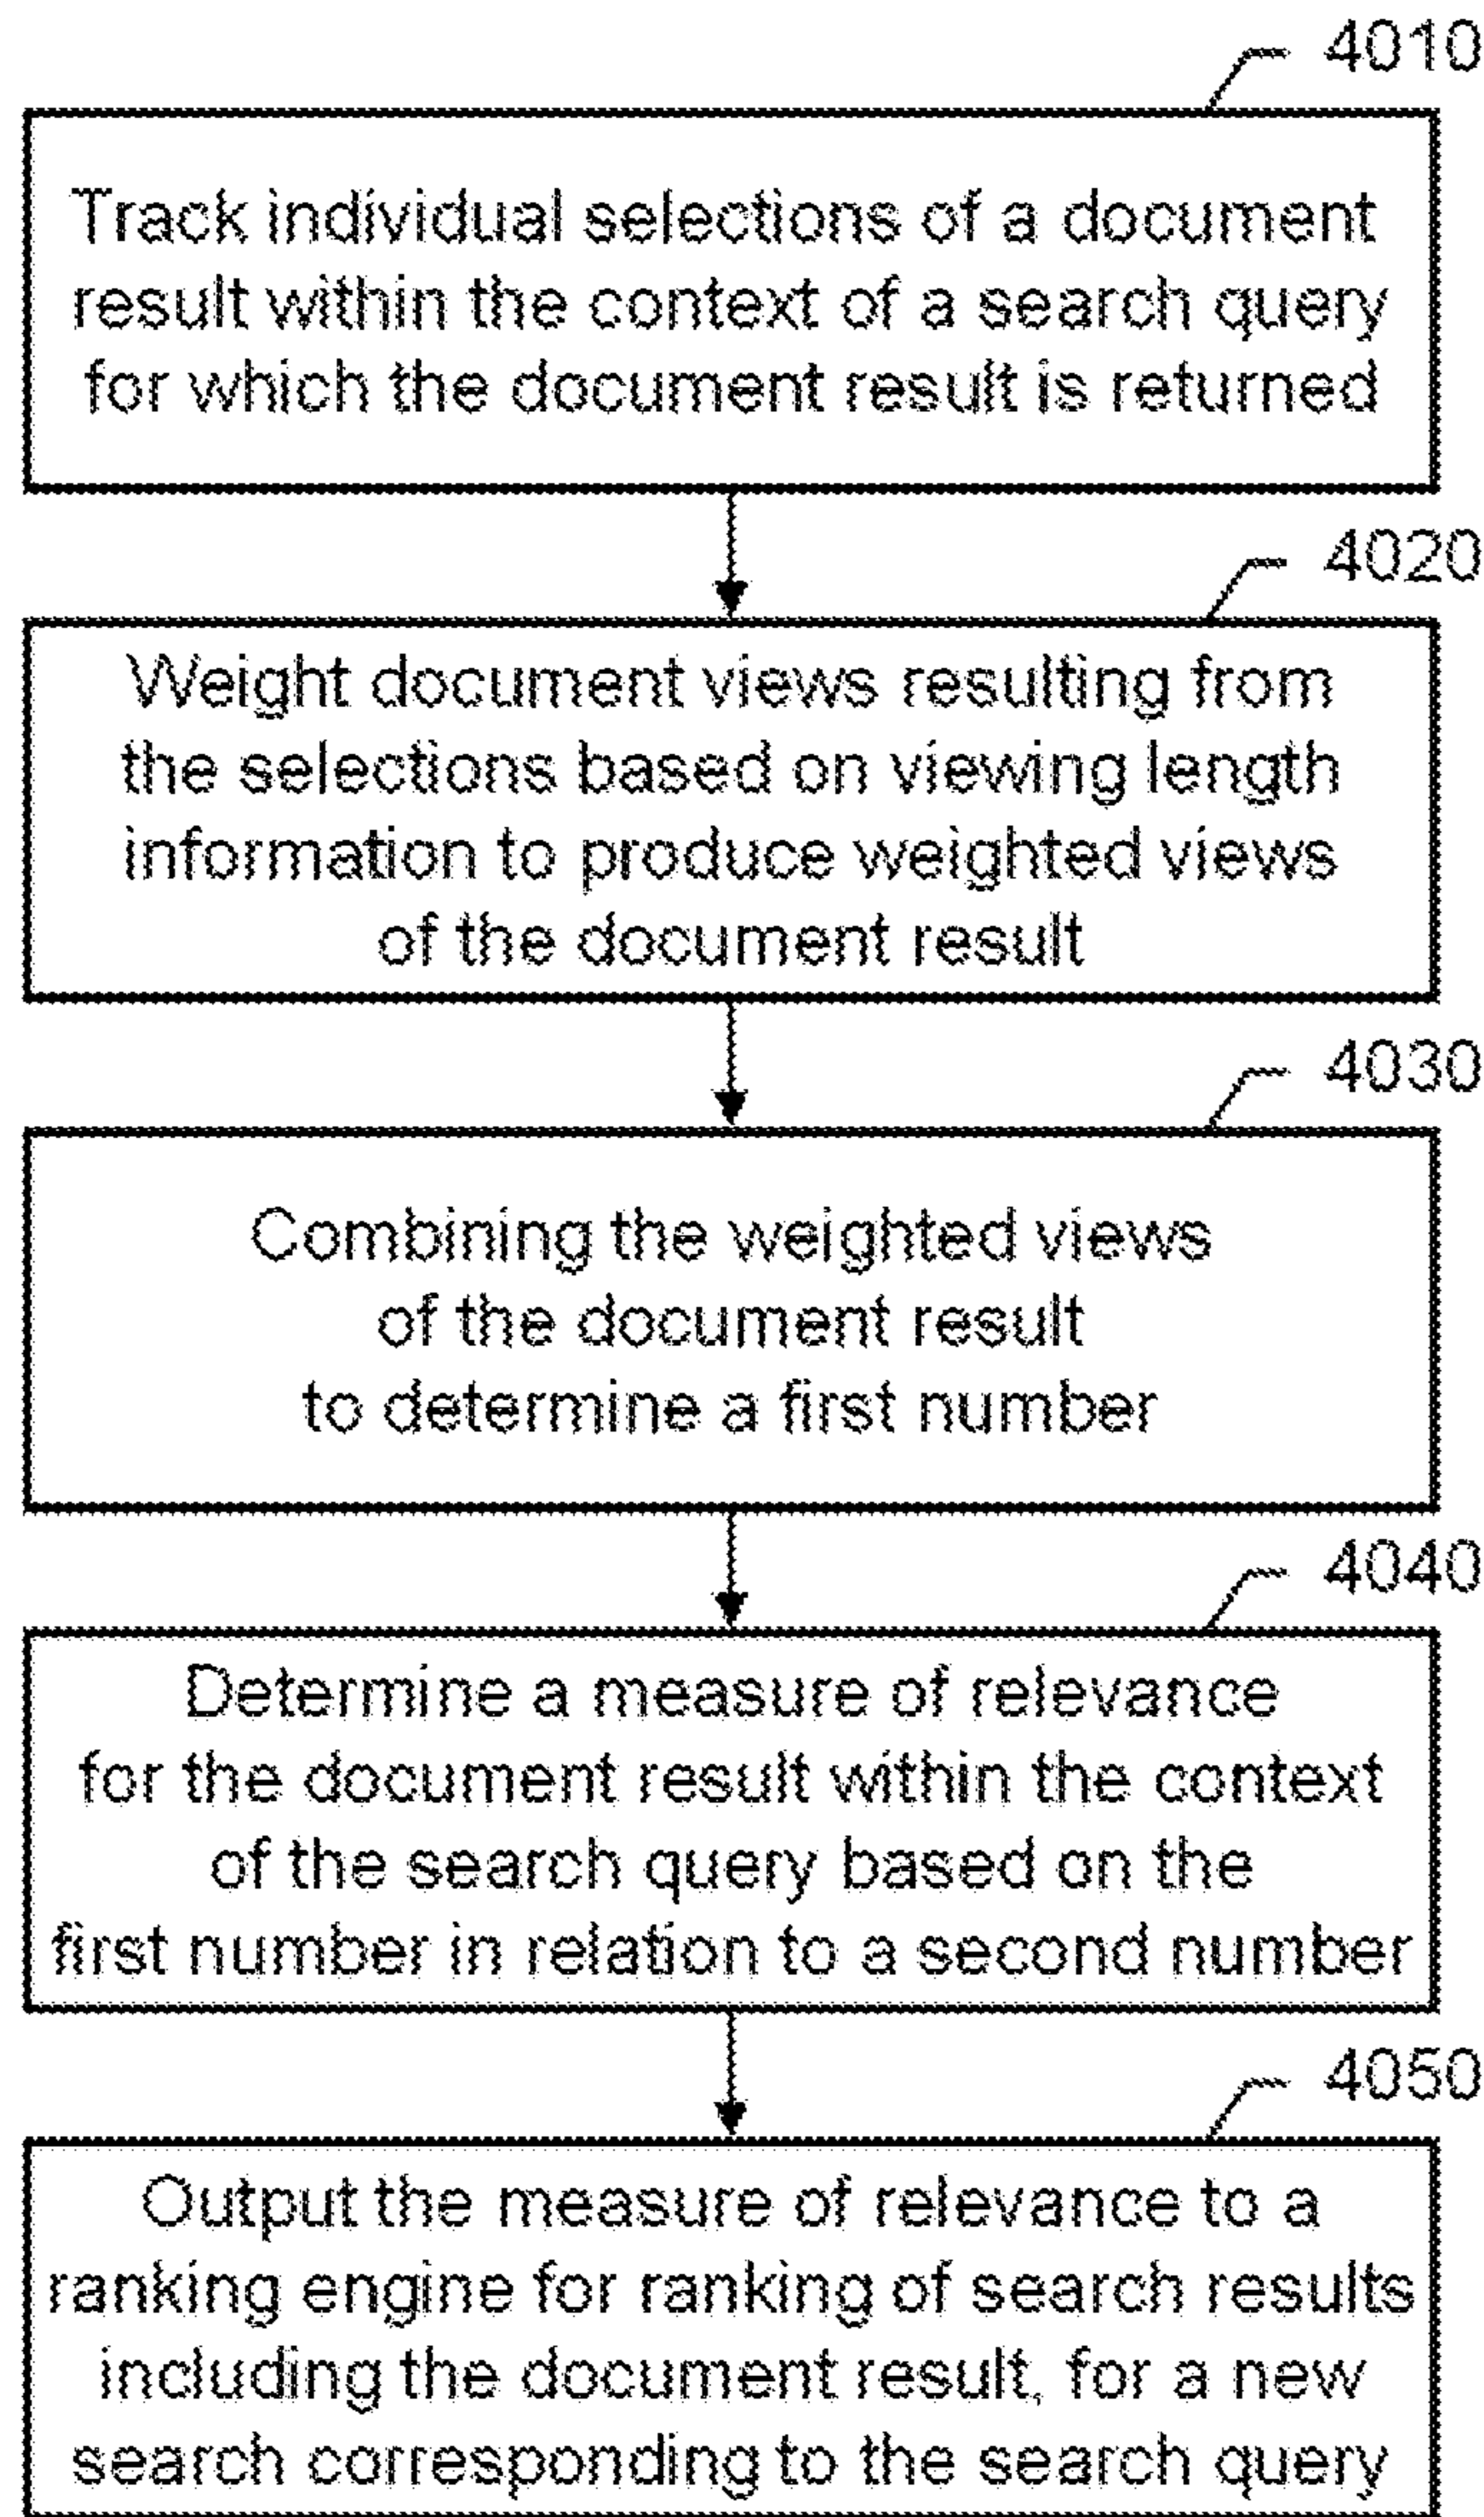 4010
Track individual selections of a document
result within the context of a search query
for which the document result is returned
4020
Weight document views resulting from
the selections based on viewing length
information to produce weighted views
of the document result
4030
Combining the weighted views
of the document result
to determine a first number
4040
Determine a measure of relevance
for the document result within the context
of the search query based on the
first number in relation to a second number
4050
Output the measure of relevance to a
ranking engine for ranking of search results
including the document result, for a new
search corresponding to the search query